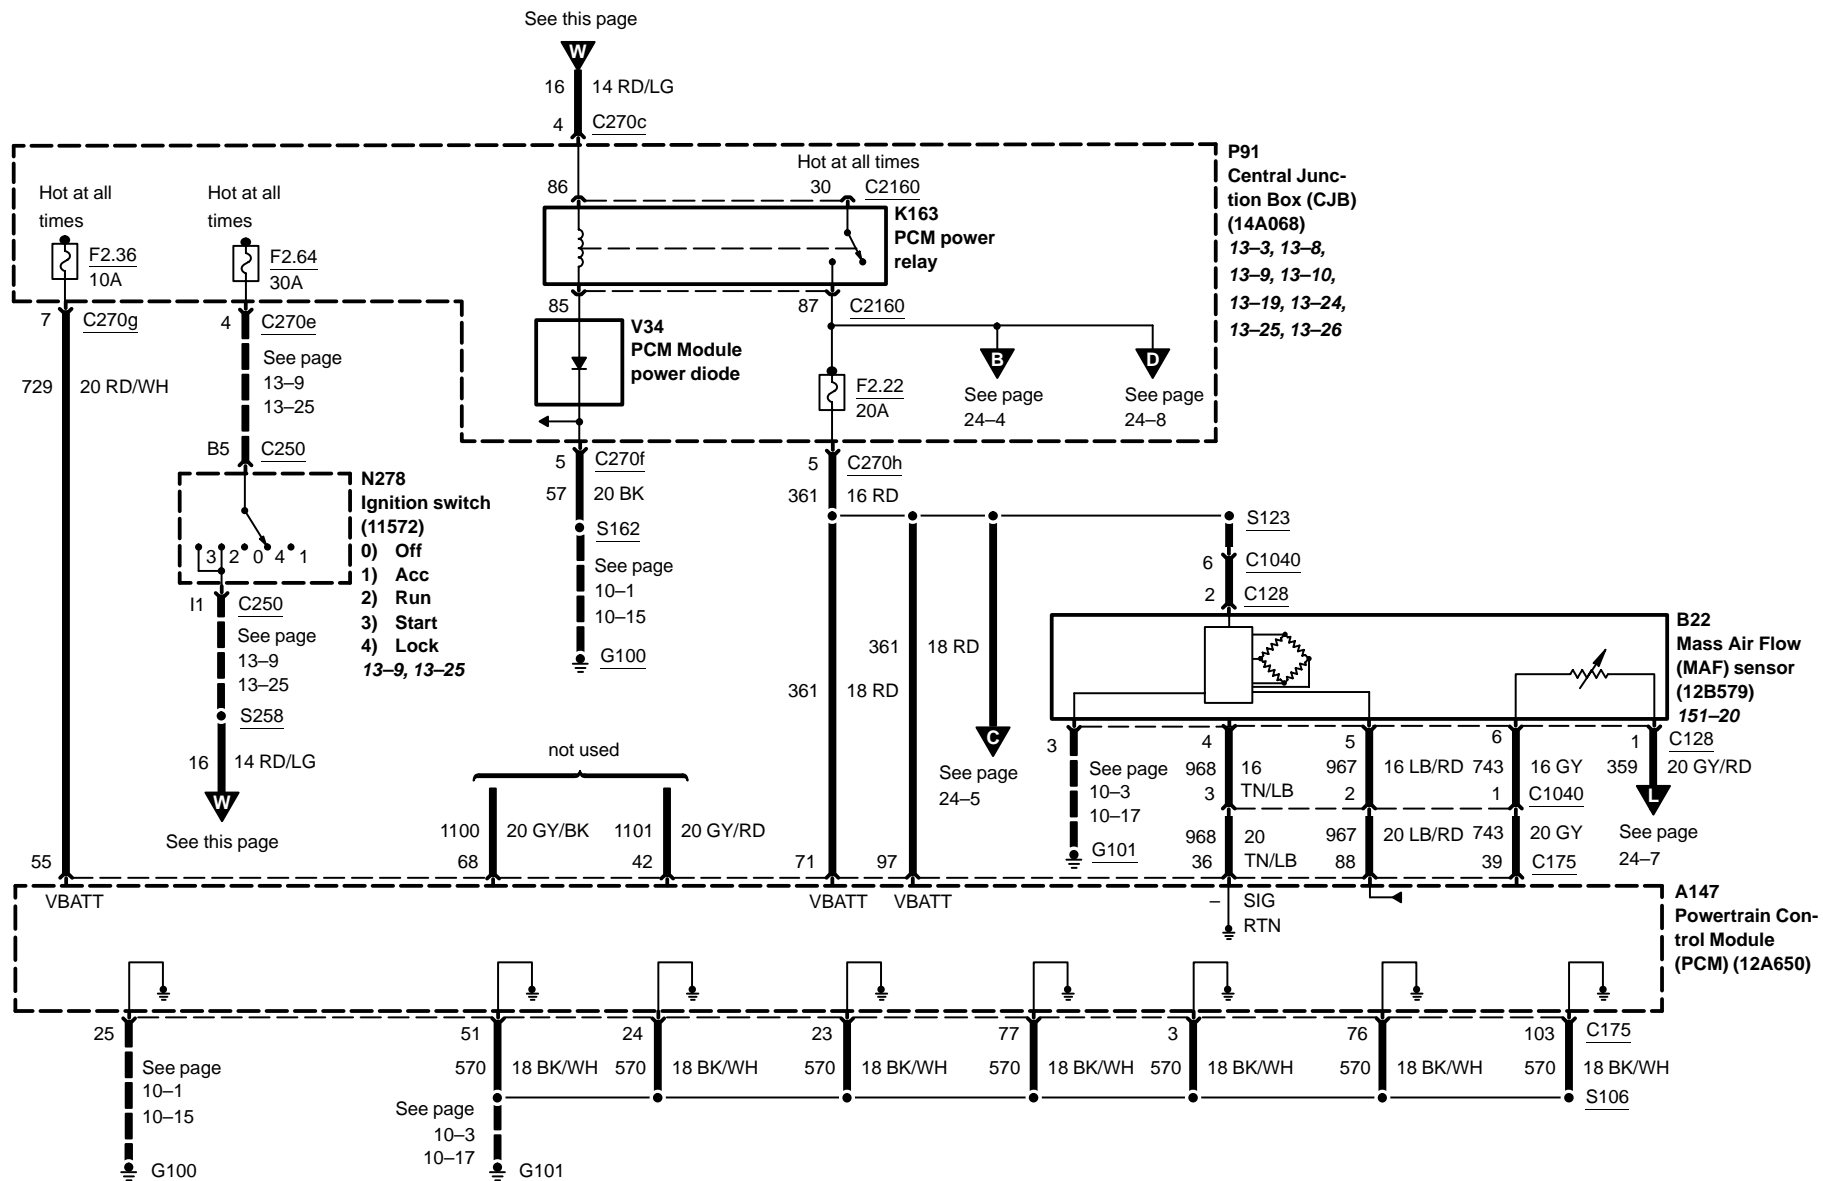 See this page
W
16 14 RD/LG
4 C270c
P91
Central Junc-
tion Box (CJB)
(14A068)
13–3, 13–8,
13–9, 13–10,
13–19, 13–24,
13–25, 13–26
Hot at all
times
F2.36
10A
Hot at all
times
F2.64
30A
Hot at all times
86 30 C2160
K163
PCM power
relay
85 87 C2160
V34
PCM Module
power diode
F2.22
20A
B
See page
24–4
D
See page
24–8
7 C270g
729 20 RD/WH
4 C270e
See page
13–9
13–25
B5 C250
N278
Ignition switch
(11572)
0) Off
1) Acc
2) Run
3) Start
4) Lock
13–9, 13–25
3 2 0 4 1
I1 C250
See page
13–9
13–25
S258
16 14 RD/LG
W
See this page
5 C270f
57 20 BK
S162
See page
10–1
10–15
G100
5 C270h
361 16 RD
S123
6 C1040
2 C128
361 18 RD
361 18 RD
C
See page
24–5
B22
Mass Air Flow
(MAF) sensor
(12B579)
151–20
3
See page
10–3
10–17
G101
4
968 16
TN/LB
3
968 20
36 TN/LB
5
967 16 LB/RD
2
967 20 LB/RD
88
6
743 16 GY
1 C1040
743 20 GY
39 C175
1 C128
359 20 GY/RD
L
See page
24–7
not used
1100 20 GY/BK
68
1101 20 GY/RD
42
55 71 97
VBATT VBATT VBATT
– SIG
RTN
A147
Powertrain Con-
trol Module
(PCM) (12A650)
25 51 24 23 77 3 76 103 C175
570 18 BK/WH 570 18 BK/WH 570 18 BK/WH 570 18 BK/WH 570 18 BK/WH 570 18 BK/WH 570 18 BK/WH
S106
See page
10–1
10–15
G100
See page
10–3
10–17
G101